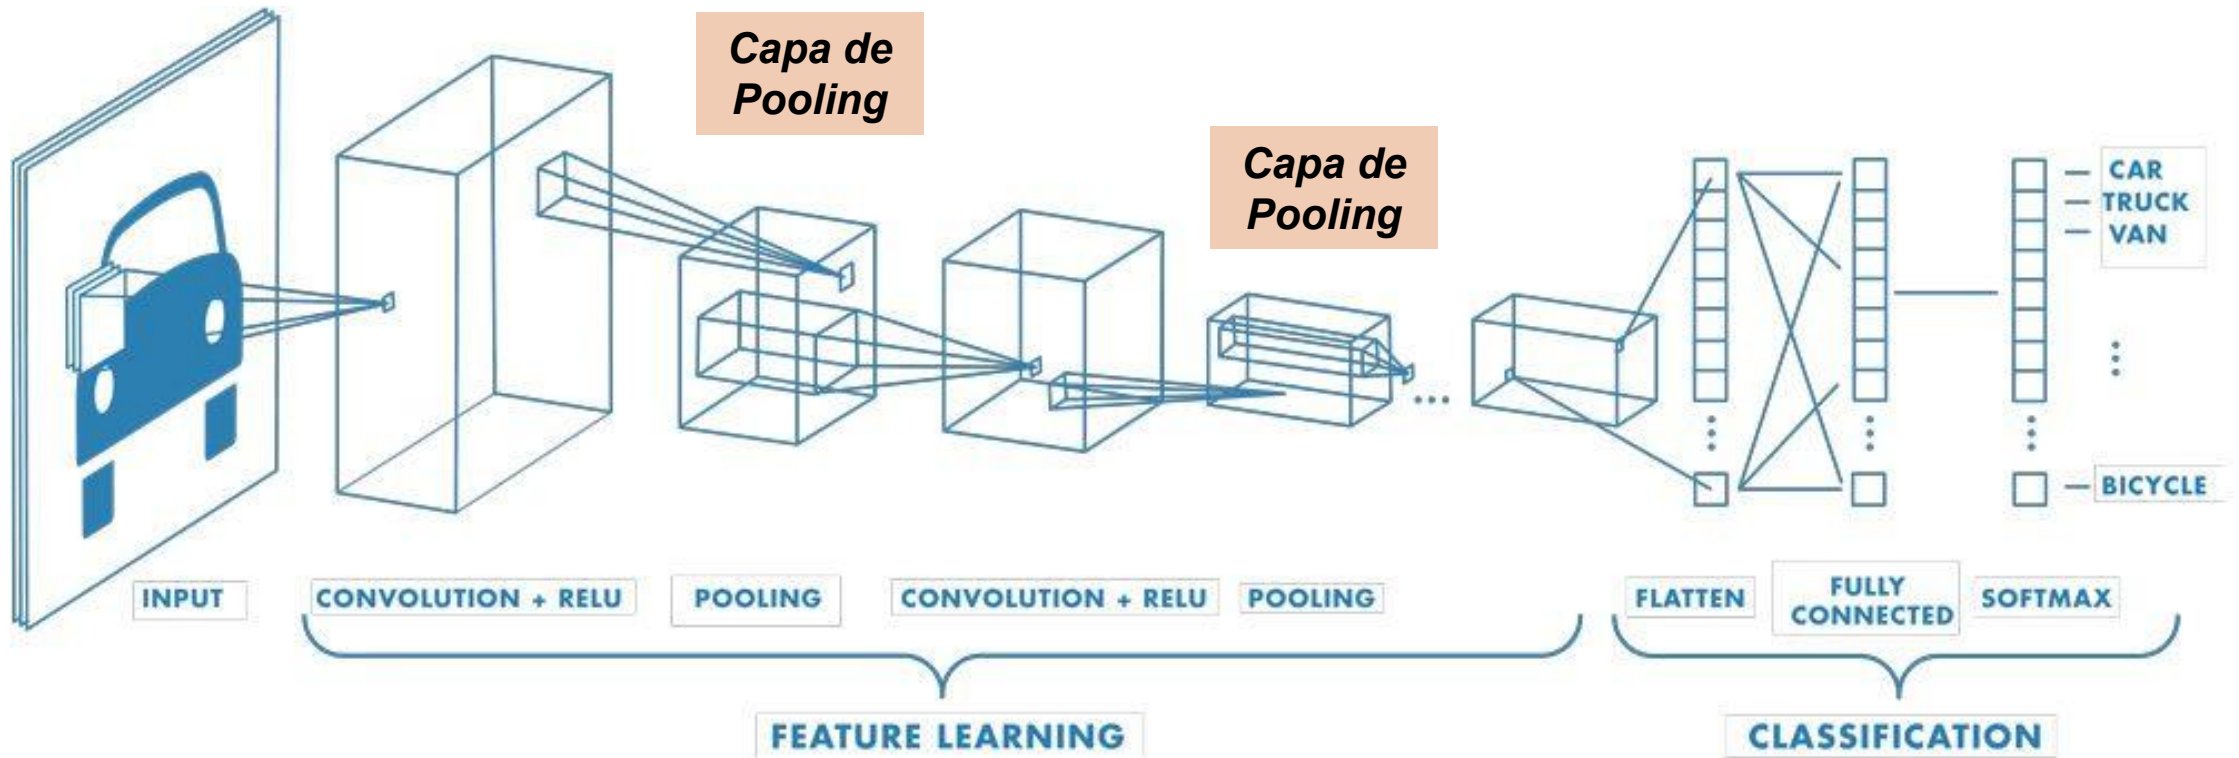 Capa de
Pooling
Capa de
Pooling
CAR
TRUCK
VAN
BICYCLE
INPUT
CONVOLUTION + RELU
POOLING
CONVOLUTION + RELU
POOLING
FLATTEN
FULLY
CONNECTED
SOFTMAX
FEATURE LEARNING
CLASSIFICATION